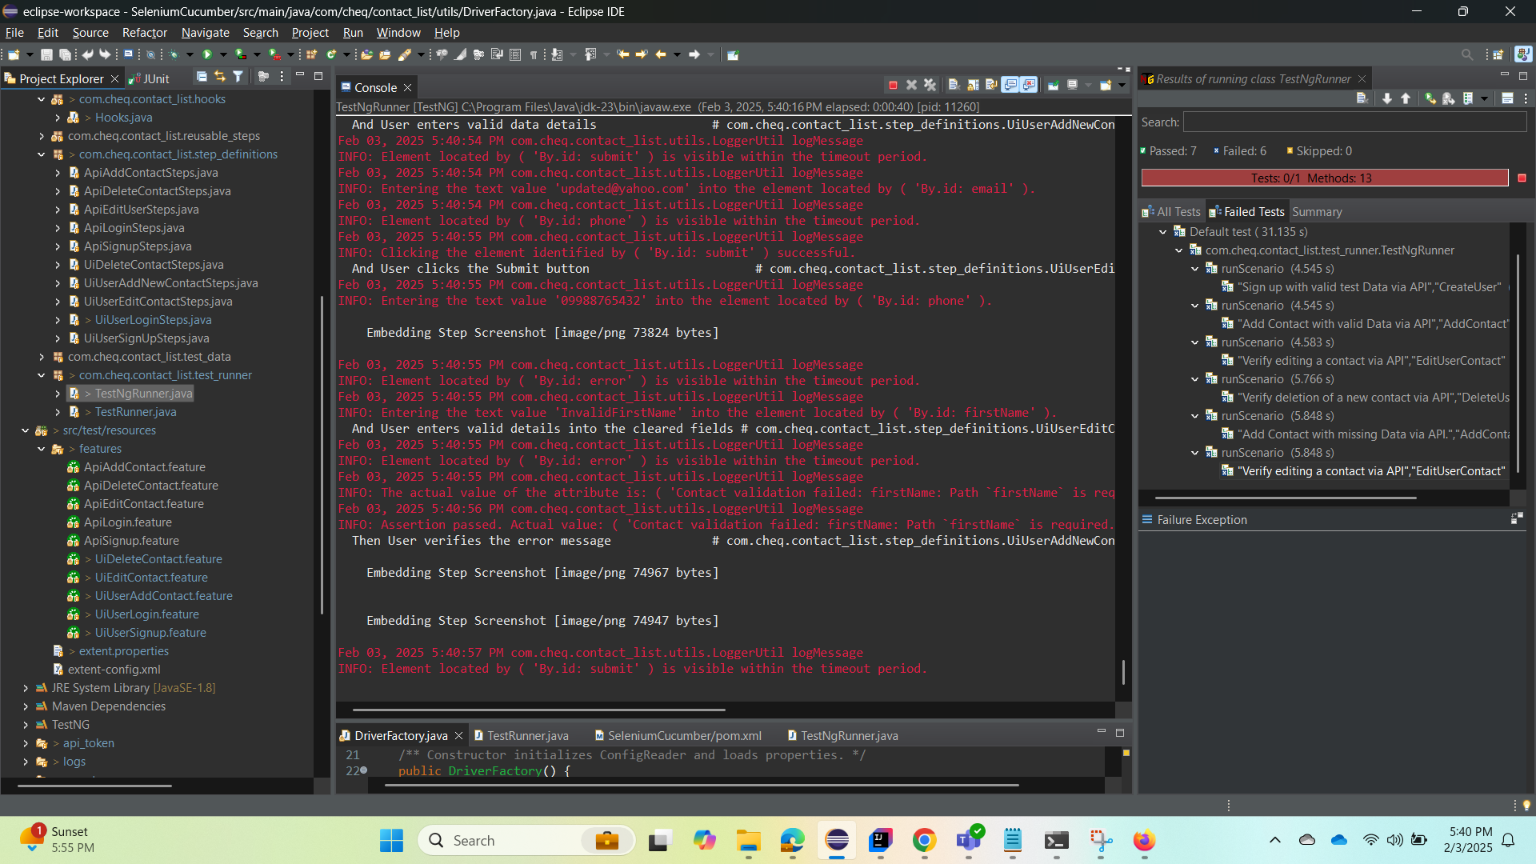 eclipse-workspace - SeleniumCucumber/src/main/java/com/cheq/contact_list/utils/DriverFactory.java - Eclipse IDE
File Edit Source Refactor Navigate Search Project Run Window Help
Project Explorer
JUnit
> com.cheq.contact_list.hooks
> Hooks.java
com.cheq.contact_list.reusable_steps
> com.cheq.contact_list.step_definitions
ApiAddContactSteps.java
ApiDeleteContactSteps.java
ApiEditUserSteps.java
ApiLoginSteps.java
ApiSignupSteps.java
UiDeleteContactSteps.java
UiUserAddNewContactSteps.java
UiUserEditContactSteps.java
> UiUserLoginSteps.java
UiUserSignUpSteps.java
com.cheq.contact_list.test_data
> com.cheq.contact_list.test_runner
> TestNgRunner.java
> TestRunner.java
> src/test/resources
> features
ApiAddContact.feature
ApiDeleteContact.feature
ApiEditContact.feature
ApiLogin.feature
ApiSignup.feature
> UiDeleteContact.feature
> UiEditContact.feature
> UiUserAddContact.feature
> UiUserLogin.feature
> UiUserSignup.feature
> extent.properties
extent-config.xml
JRE System Library [JavaSE-1.8]
Maven Dependencies
TestNG
> api_token
> logs
Console
TestNgRunner [TestNG] C:\Program Files\Java\jdk-23\bin\javaw.exe (Feb 3, 2025, 5:40:16 PM elapsed: 0:00:40) [pid: 11260]
And User enters valid data details # com.cheq.contact_list.step_definitions.UiUserAddNewCon
Feb 03, 2025 5:40:54 PM com.cheq.contact_list.utils.LoggerUtil logMessage
INFO: Element located by ( 'By.id: submit' ) is visible within the timeout period.
Feb 03, 2025 5:40:54 PM com.cheq.contact_list.utils.LoggerUtil logMessage
INFO: Entering the text value 'updated@yahoo.com' into the element located by ( 'By.id: email' ).
Feb 03, 2025 5:40:54 PM com.cheq.contact_list.utils.LoggerUtil logMessage
INFO: Element located by ( 'By.id: phone' ) is visible within the timeout period.
Feb 03, 2025 5:40:55 PM com.cheq.contact_list.utils.LoggerUtil logMessage
INFO: Clicking the element identified by ( 'By.id: submit' ) successful.
And User clicks the Submit button # com.cheq.contact_list.step_definitions.UiUserEdi
Feb 03, 2025 5:40:55 PM com.cheq.contact_list.utils.LoggerUtil logMessage
INFO: Entering the text value '09988765432' into the element located by ( 'By.id: phone' ).
Embedding Step Screenshot [image/png 73824 bytes]
Feb 03, 2025 5:40:55 PM com.cheq.contact_list.utils.LoggerUtil logMessage
INFO: Element located by ( 'By.id: error' ) is visible within the timeout period.
Feb 03, 2025 5:40:55 PM com.cheq.contact_list.utils.LoggerUtil logMessage
INFO: Entering the text value 'InvalidFirstName' into the element located by ( 'By.id: firstName' ).
And User enters valid details into the cleared fields # com.cheq.contact_list.step_definitions.UiUserEditC
Feb 03, 2025 5:40:55 PM com.cheq.contact_list.utils.LoggerUtil logMessage
INFO: Element located by ( 'By.id: error' ) is visible within the timeout period.
Feb 03, 2025 5:40:55 PM com.cheq.contact_list.utils.LoggerUtil logMessage
INFO: The actual value of the attribute is: ( 'Contact validation failed: firstName: Path `firstName` is req
Feb 03, 2025 5:40:56 PM com.cheq.contact_list.utils.LoggerUtil logMessage
INFO: Assertion passed. Actual value: ( 'Contact validation failed: firstName: Path `firstName` is required.
Then User verifies the error message # com.cheq.contact_list.step_definitions.UiUserAddNewCon
Embedding Step Screenshot [image/png 74967 bytes]
Embedding Step Screenshot [image/png 74947 bytes]
Feb 03, 2025 5:40:57 PM com.cheq.contact_list.utils.LoggerUtil logMessage
INFO: Element located by ( 'By.id: submit' ) is visible within the timeout period.
DriverFactory.java
TestRunner.java
SeleniumCucumber/pom.xml
TestNgRunner.java
21 /** Constructor initializes ConfigReader and loads properties. */
22 public DriverFactory() {
Results of running class TestNgRunner
Search:
Passed: 7 Failed: 6 Skipped: 0
Tests: 0/1 Methods: 13
All Tests Failed Tests Summary
Default test ( 31.135 s)
com.cheq.contact_list.test_runner.TestNgRunner
runScenario (4.545 s)
"Sign up with valid test Data via API","CreateUser"
runScenario (4.545 s)
"Add Contact with valid Data via API","AddContact"
runScenario (4.583 s)
"Verify editing a contact via API","EditUserContact"
runScenario (5.766 s)
"Verify deletion of a new contact via API","DeleteUs
runScenario (5.848 s)
"Add Contact with missing Data via API.","AddConta
runScenario (5.848 s)
"Verify editing a contact via API","EditUserContact"
Failure Exception
1
Sunset
5:55 PM
Search
5:40 PM
2/3/2025